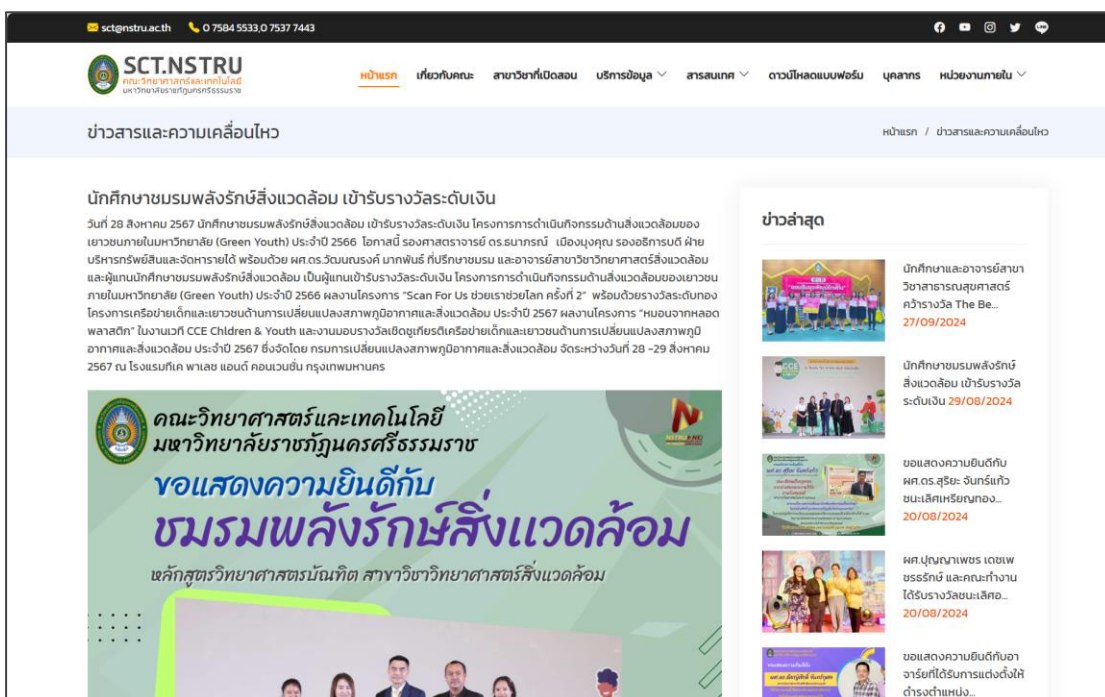 sct@nstru.ac.th 0 7584 5533,0 7537 7443
SCT.NSTRU
คณะวิทยาศาสตร์และเทคโนโลยี
มหาวิทยาลัยราชภัฏนครศรีธรรมราช
หน้าแรก เกี่ยวกับคณะ สาขาวิชาที่เปิดสอน บริการข้อมูล สารสนเทศ ดาวน์โหลดแบบฟอร์ม บุคลากร หน่วยงานภายใน
ข่าวสารและความเคลื่อนไหว
หน้าแรก / ข่าวสารและความเคลื่อนไหว
นักศึกษาชมรมพลังรักษ์สิ่งแวดล้อม เข้ารับรางวัลระดับเงิน
วันที่ 28 สิงหาคม 2567 นักศึกษาชมรมพลังรักษ์สิ่งแวดล้อม เข้ารับรางวัลระดับเงิน โครงการการดำเนินกิจกรรมด้านสิ่งแวดล้อมของ
เยาวชนภายในมหาวิทยาลัย (Green Youth) ประจำปี 2566 โอกาสนี้ รองศาสตราจารย์ ดร.ธนาภรณ์ เมืองมุงคุณ รองอธิการบดี ฝ่าย
บริหารทรัพย์สินและจัดหารายได้ พร้อมด้วย ผศ.ดร.วัฒนณรงค์ มากพันธ์ ที่ปรึกษาชมรม และอาจารย์สาขาวิชาวิทยาศาสตร์สิ่งแวดล้อม
และผู้แทนนักศึกษาชมรมพลังรักษ์สิ่งแวดล้อม เป็นผู้แทนเข้ารับรางวัลระดับเงิน โครงการการดำเนินกิจกรรมด้านสิ่งแวดล้อมของเยาวชน
ภายในมหาวิทยาลัย (Green Youth) ประจำปี 2566 ผลงานโครงการ “Scan For Us ช่วยเราช่วยโลก ครั้งที่ 2” พร้อมด้วยรางวัลระดับทอง
โครงการเครือข่ายเด็กและเยาวชนด้านการเปลี่ยนแปลงสภาพภูมิอากาศและสิ่งแวดล้อม ประจำปี 2567 ผลงานโครงการ “หมอนจากหลอด
พลาสติก” ในงานเวที CCE Chldren & Youth และงานมอบรางวัลเชิดชูเกียรติเครือข่ายเด็กและเยาวชนด้านการเปลี่ยนแปลงสภาพภูมิ
อากาศและสิ่งแวดล้อม ประจำปี 2567 ซึ่งจัดโดย กรมการเปลี่ยนแปลงสภาพภูมิอากาศและสิ่งแวดล้อม จัดระหว่างวันที่ 28 -29 สิงหาคม
2567 ณ โรงแรมทีเค พาเลซ แอนด์ คอนเวนชั่น กรุงเทพมหานคร
คณะวิทยาศาสตร์และเทคโนโลยี
มหาวิทยาลัยราชภัฏนครศรีธรรมราช
ขอแสดงความยินดีกับ
ชมรมพลังรักษ์สิ่งแวดล้อม
หลักสูตรวิทยาศาสตรบัณฑิต สาขาวิชาวิทยาศาสตร์สิ่งแวดล้อม
ข่าวล่าสุด
นักศึกษาและอาจารย์สาขา
วิชาสาธารณสุขศาสตร์
คว้ารางวัล The Be...
27/09/2024
นักศึกษาชมรมพลังรักษ์
สิ่งแวดล้อม เข้ารับรางวัล
ระดับเงิน 29/08/2024
ขอแสดงความยินดีกับ
ผศ.ดร.สุริยะ จันทร์แก้ว
ชนะเลิศเหรียญทอง...
20/08/2024
ผศ.ปุญญาเพชร เดชเพ
ชรธรักษ์ และคณะทำงาน
ได้รับรางวัลชนะเลิศอ...
20/08/2024
ขอแสดงความยินดีกับอา
จารย์ที่ได้รับการแต่งตั้งให้
ดำรงตำแหน่ง...